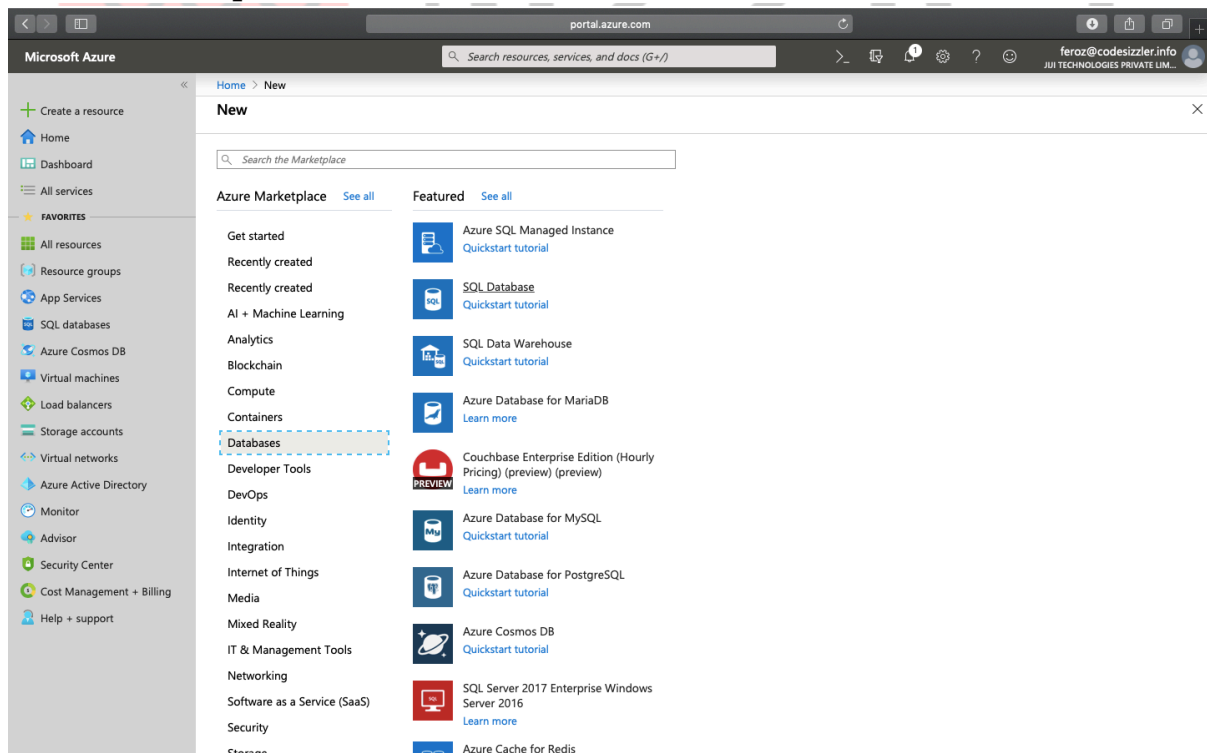 portal.azure.com
Microsoft Azure
Search resources, services, and docs (G+/)
1
feroz@codesizzler.info
JIJI TECHNOLOGIES PRIVATE LIM...
«
Create a resource
Home
Dashboard
All services
FAVORITES
All resources
Resource groups
App Services
SQL databases
Azure Cosmos DB
Virtual machines
Load balancers
Storage accounts
Virtual networks
Azure Active Directory
Monitor
Advisor
Security Center
Cost Management + Billing
Help + support
Home > New
New
Search the Marketplace
Azure Marketplace See all
Get started
Recently created
Recently created
AI + Machine Learning
Analytics
Blockchain
Compute
Containers
Databases
Developer Tools
DevOps
Identity
Integration
Internet of Things
Media
Mixed Reality
IT & Management Tools
Networking
Software as a Service (SaaS)
Security
Storage
Featured See all
Azure SQL Managed Instance
Quickstart tutorial
SQL
SQL Database
Quickstart tutorial
SQL Data Warehouse
Quickstart tutorial
Azure Database for MariaDB
Learn more
PREVIEW
Couchbase Enterprise Edition (Hourly
Pricing) (preview) (preview)
Learn more
My
Azure Database for MySQL
Quickstart tutorial
Azure Database for PostgreSQL
Quickstart tutorial
Azure Cosmos DB
Quickstart tutorial
SQL Server 2017 Enterprise Windows
Server 2016
Learn more
Azure Cache for Redis